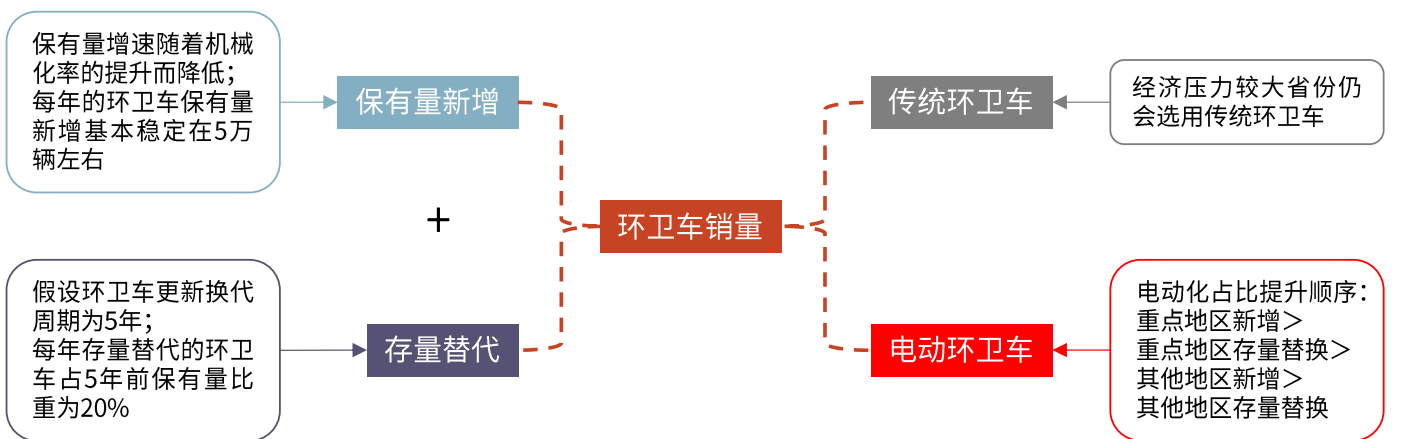 保有量增速随着机械
化率的提升而降低；
每年的环卫车保有量
新增基本稳定在5万
辆左右
保有量新增
+
假设环卫车更新换代
周期为5年；
每年存量替代的环卫
车占5年前保有量比
重为20%
存量替代
环卫车销量
传统环卫车
经济压力较大省份仍
会选用传统环卫车
电动环卫车
电动化占比提升顺序：
重点地区新增＞
重点地区存量替换＞
其他地区新增＞
其他地区存量替换